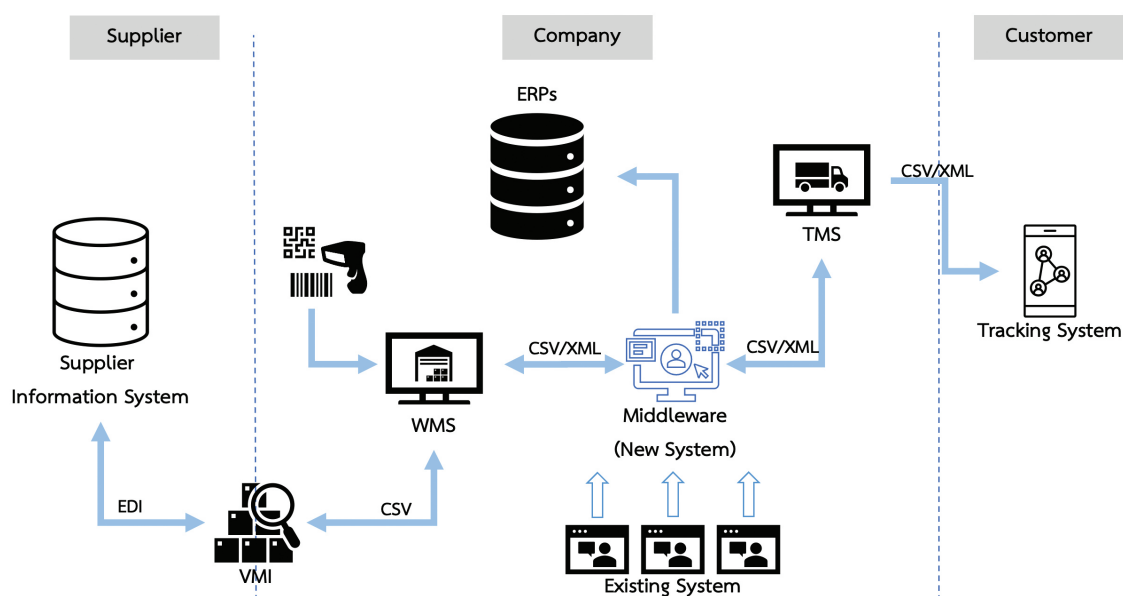 Supplier
Company
Customer
ERPs
CSV/XML
TMS
Tracking System
Supplier
Information System
CSV/XML
CSV/XML
WMS
Middleware
(New System)
EDI
CSV
VMI
Existing System